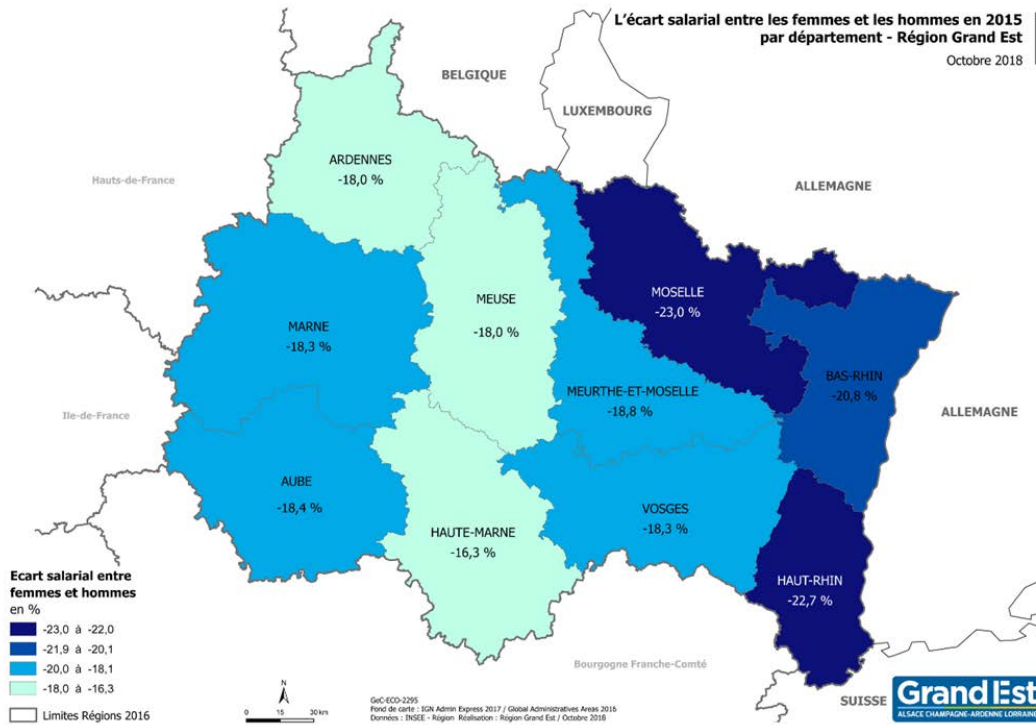 L'écart salarial entre les femmes et les hommes en 2015
par département - Région Grand Est
Octobre 2018
BELGIQUE
LUXEMBOURG
ALLEMAGNE
Hauts-de-France
ARDENNES
-18,0 %
MEUSE
-18,0 %
MOSELLE
-23,0 %
MARNE
-18,3 %
BAS-RHIN
-20,8 %
MEURTHE-ET-MOSELLE
-18,8 %
Ile-de-France
ALLEMAGNE
AUBE
-18,4 %
HAUTE-MARNE
-16,3 %
VOSGES
-18,3 %
HAUT-RHIN
-22,7 %
Bourgogne Franche-Comté
SUISSE
Ecart salarial entre
femmes et hommes
en %
-23,0 à -22,0
-21,9 à -20,1
-20,0 à -18,1
-18,0 à -16,3
Limites Régions 2016
N
0 15 30 km
GeC-ECO-2295
Fond de carte : IGN Admin Express 2017 / Global Administratives Areas 2016
Données : INSEE - Région Réalisation : Région Grand Est / Octobre 2018
Grand Est
ALSACE CHAMPAGNE-ARDENNE LORRAINE